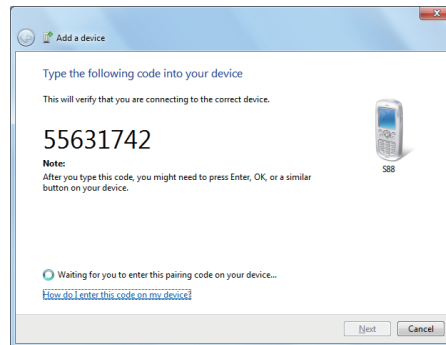 Add a device
Type the following code into your device
This will verify that you are connecting to the correct device.
55631742
Note:
After you type this code, you might need to press Enter, OK, or a similar
button on your device.
S88
Waiting for you to enter this pairing code on your device...
How do I enter this code on my device?
Next
Cancel